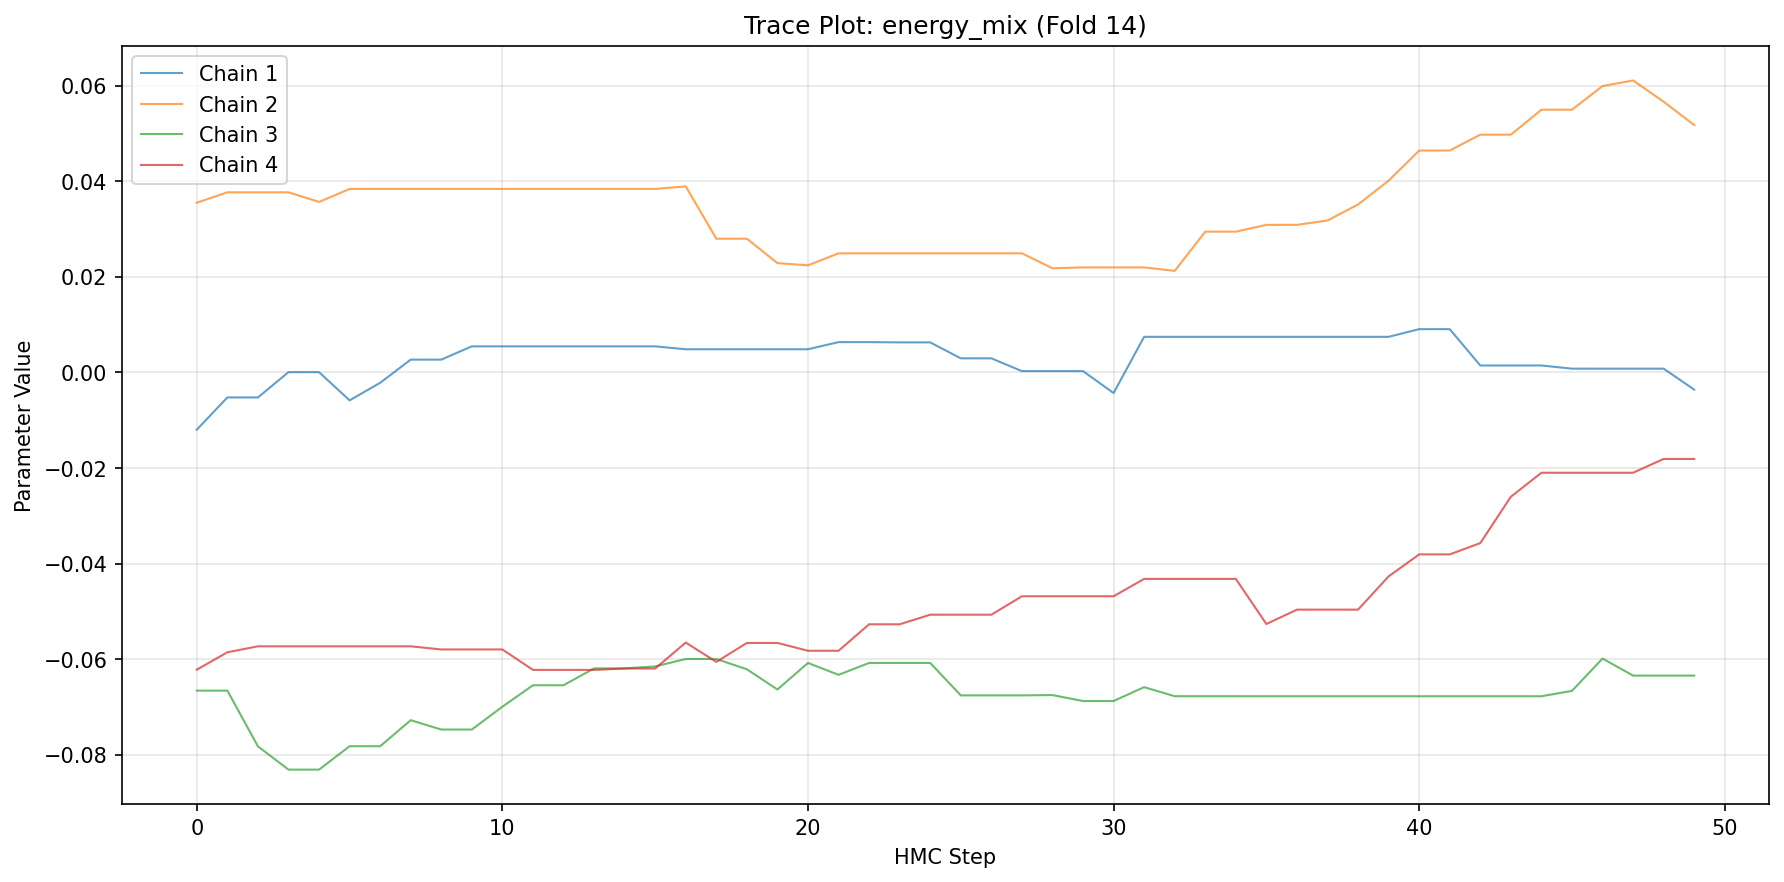 Trace Plot: energy_mix (Fold 14)
Chain 1
Chain 2
Chain 3
Chain 4
0.06
0.04
0.02
0.00
−0.02
−0.04
−0.06
−0.08
Parameter Value
0 10 20 30 40 50
HMC Step